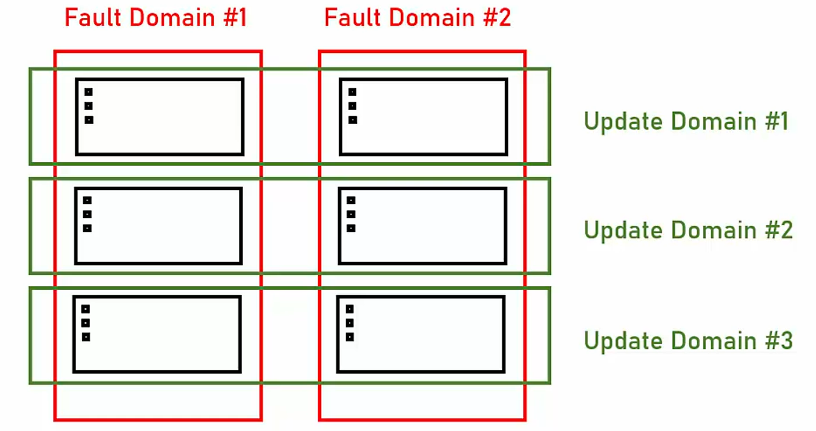 Fault Domain #1
Fault Domain #2
Update Domain #1
Update Domain #2
Update Domain #3